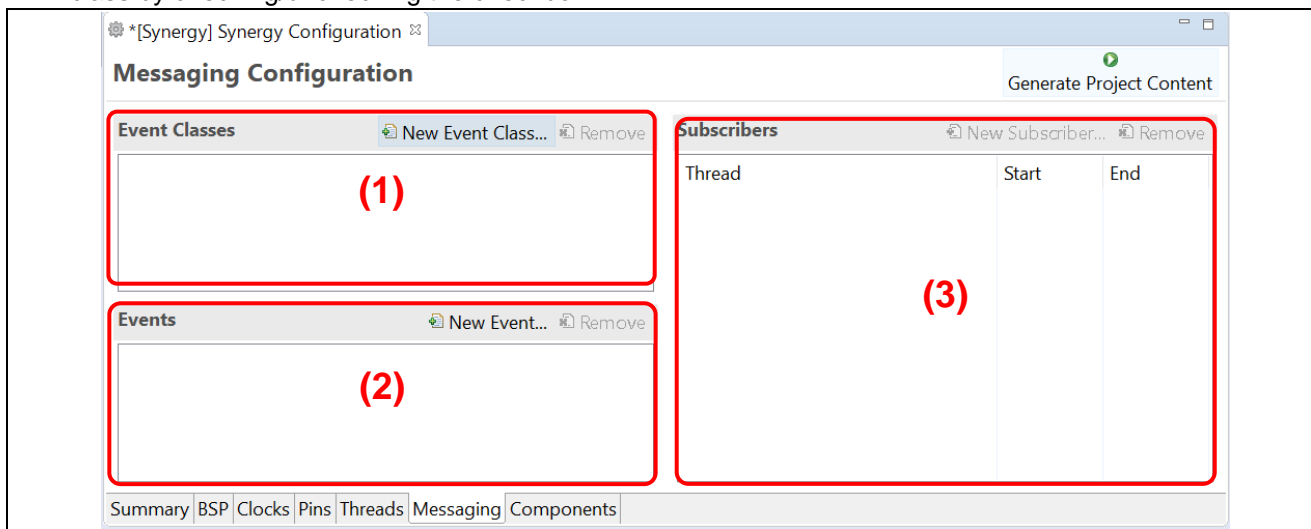 *[Synergy] Synergy Configuration
Messaging Configuration
Generate Project Content
Event Classes New Event Class... Remove
(1)
Events New Event... Remove
(2)
Subscribers New Subscriber... Remove
Thread Start End
(3)
Summary BSP Clocks Pins Threads Messaging Components